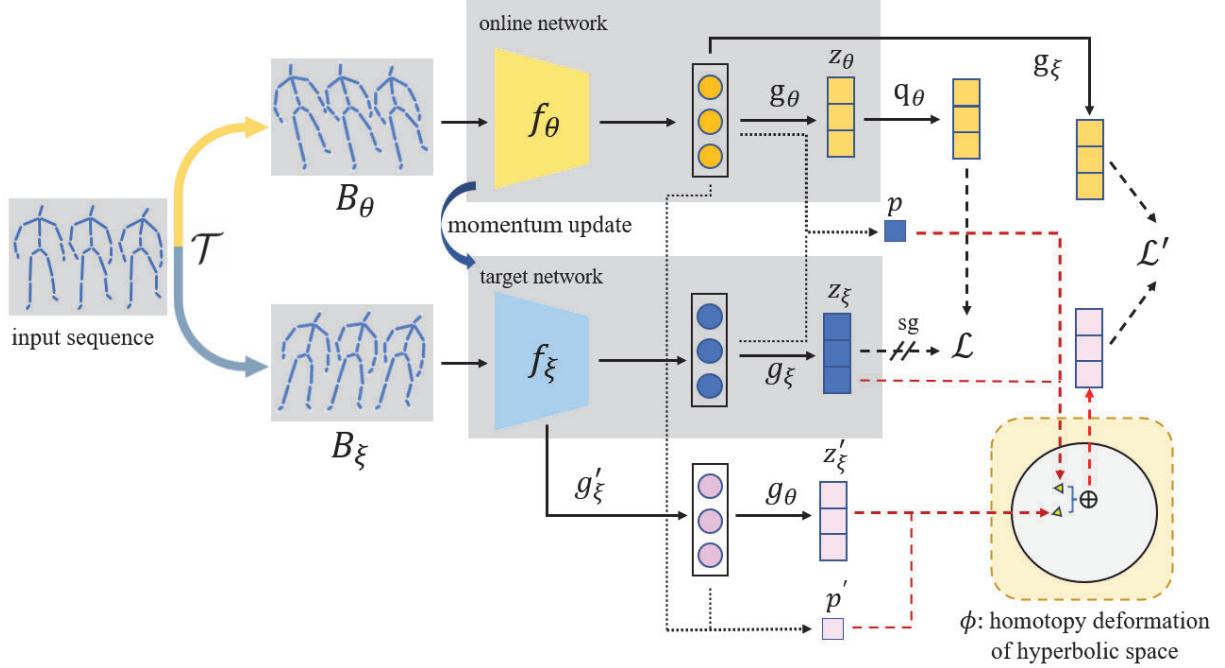 online network
f_θ
g_θ
z_θ
q_θ
g_ξ
B_θ
momentum update
p
𝒯
ℒ′
input sequence
target network
f_ξ
g_ξ
z_ξ
sg
ℒ
B_ξ
g′_ξ
g_θ
z′_ξ
p′
ϕ: homotopy deformation
of hyperbolic space